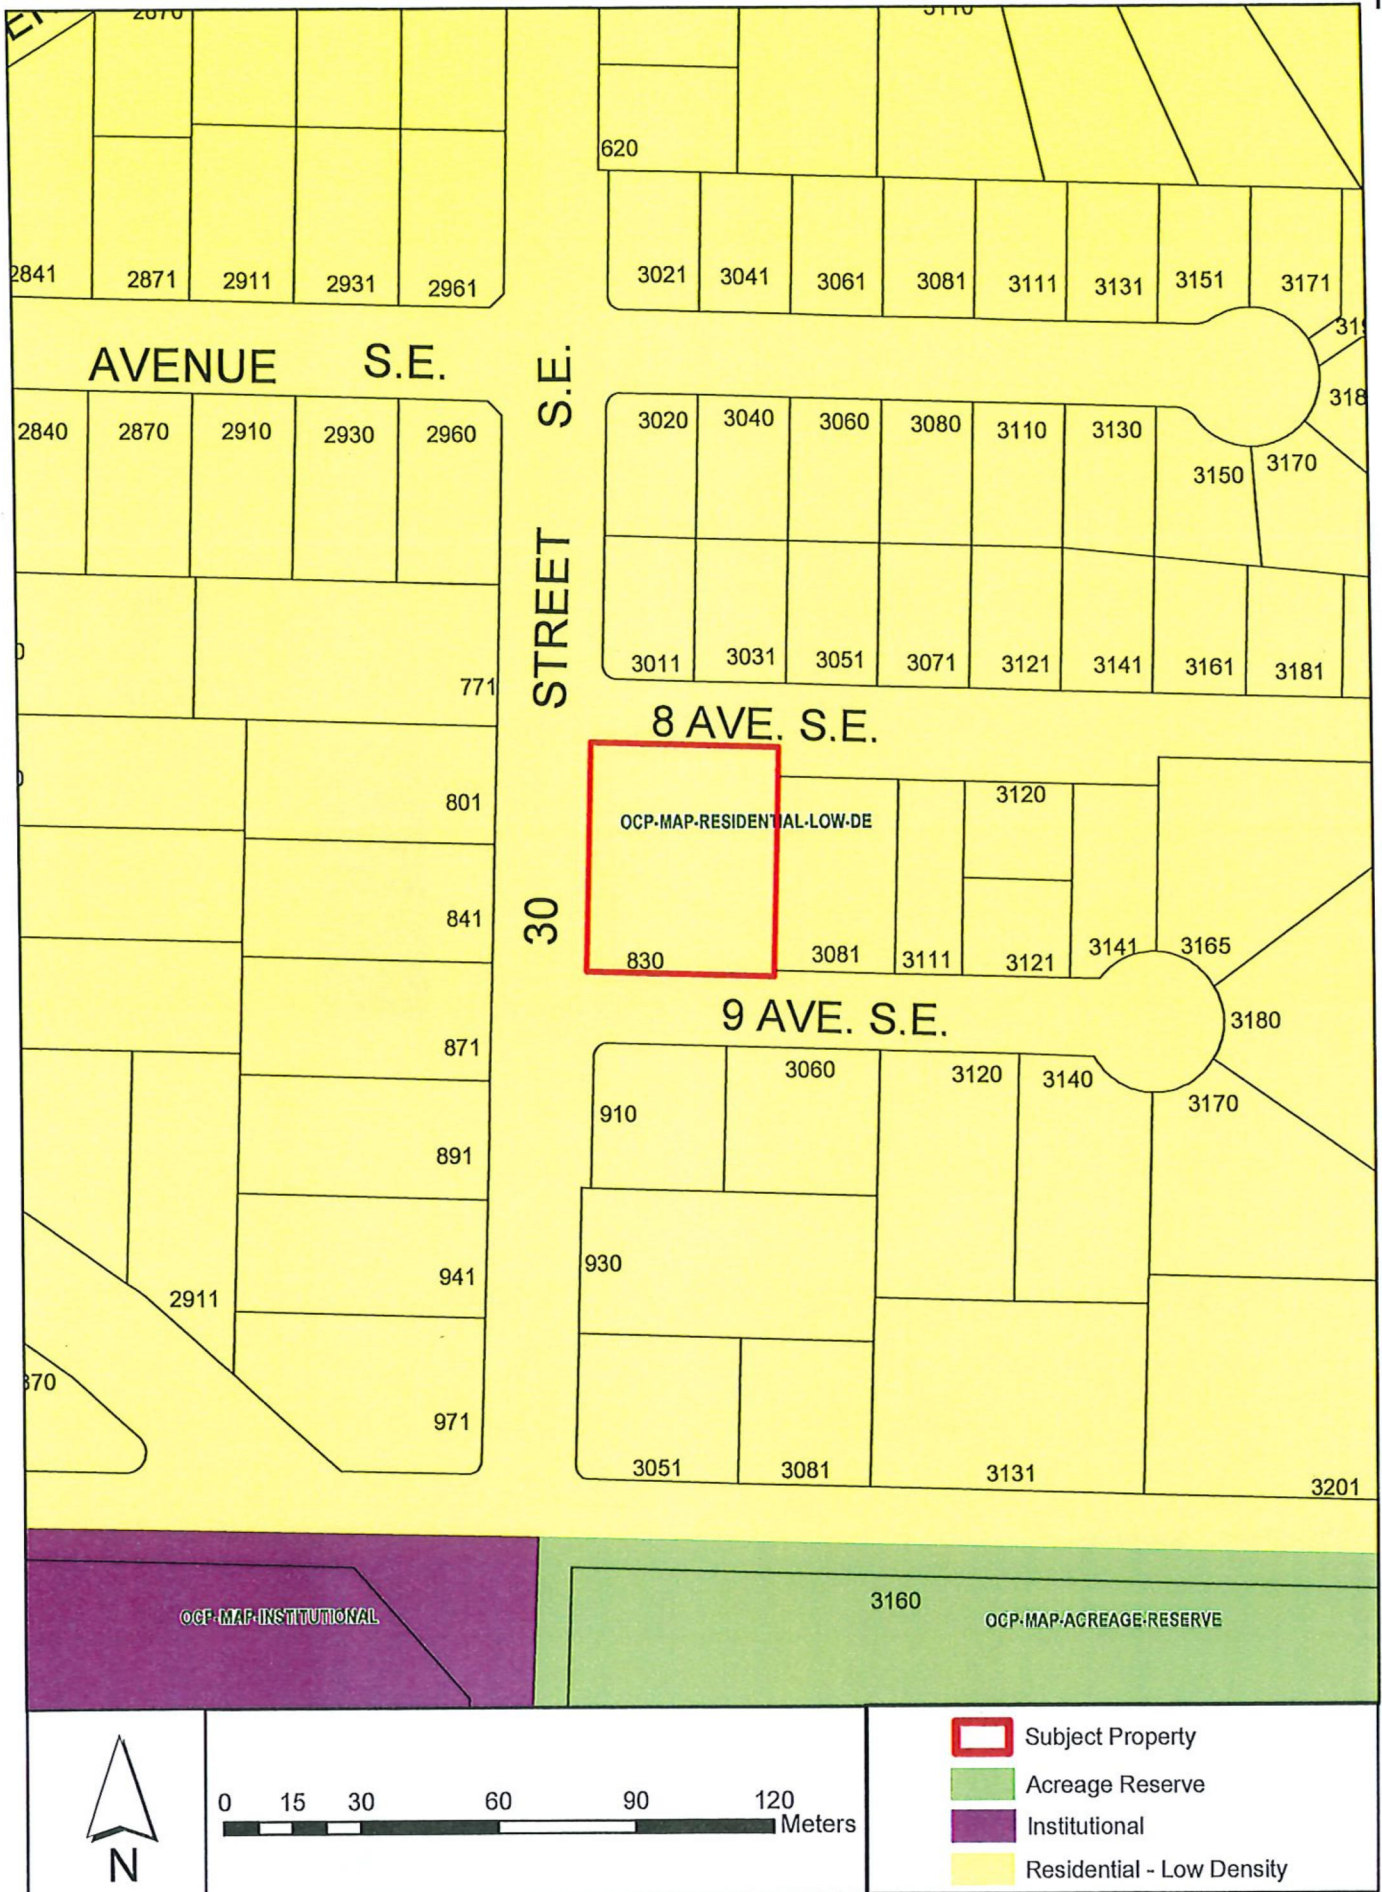 2870
3110
620
2841 2871 2911 2931 2961
3021 3041 3061 3081 3111 3131 3151 3171
AVENUE S.E.
2840 2870 2910 2930 2960
3020 3040 3060 3080 3110 3130
3150 3170
STREET S.E.
30
771
3011 3031 3051 3071 3121 3141 3161 3181
8 AVE. S.E.
801
OCP-MAP-RESIDENTIAL-LOW-DE
3120
841
830 3081 3111 3121 3141 3165
9 AVE. S.E.
3180
871
3060 3120 3140
3170
910
891
930
941
2911
971
3051 3081 3131 3201
OCP-MAP-INSTITUTIONAL
3160
OCP-MAP-ACREAGE-RESERVE
N
0 15 30 60 90 120
Meters
Subject Property
Acreage Reserve
Institutional
Residential - Low Density